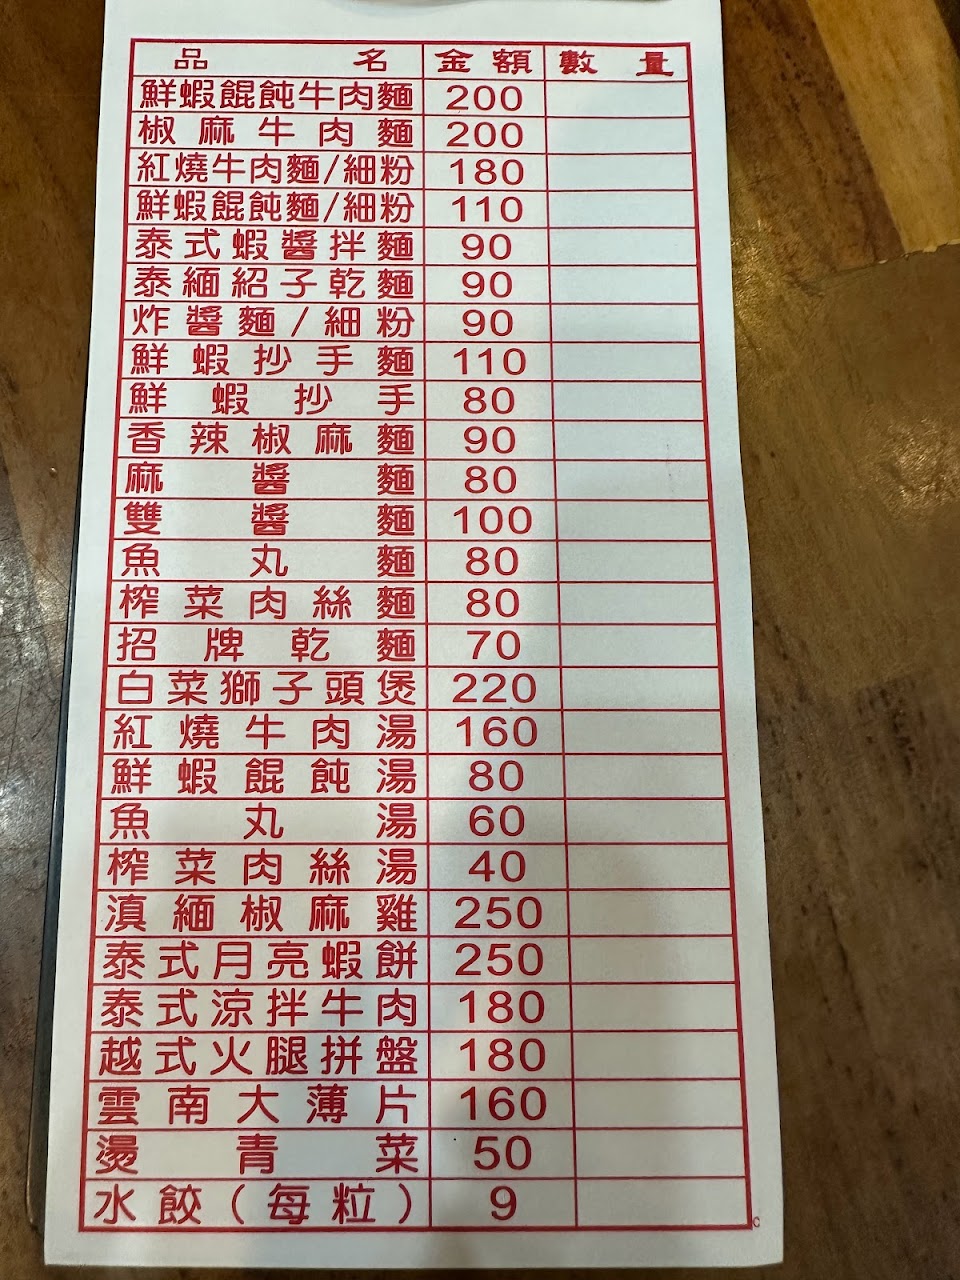 品名 金額 數量
鮮蝦餛飩牛肉麵 200
椒麻牛肉麵 200
紅燒牛肉麵/細粉 180
鮮蝦餛飩麵/細粉 110
泰式蝦醬拌麵 90
泰緬紹子乾麵 90
炸醬麵/細粉 90
鮮蝦抄手麵 110
鮮蝦抄手 80
香辣椒麻麵 90
麻醬麵 80
雙醬麵 100
魚丸麵 80
榨菜肉絲麵 80
招牌乾麵 70
白菜獅子頭煲 220
紅燒牛肉湯 160
鮮蝦餛飩湯 80
魚丸湯 60
榨菜肉絲湯 40
滇緬椒麻雞 250
泰式月亮蝦餅 250
泰式涼拌牛肉 180
越式火腿拼盤 180
雲南大薄片 160
燙青菜 50
水餃(每粒) 9
C